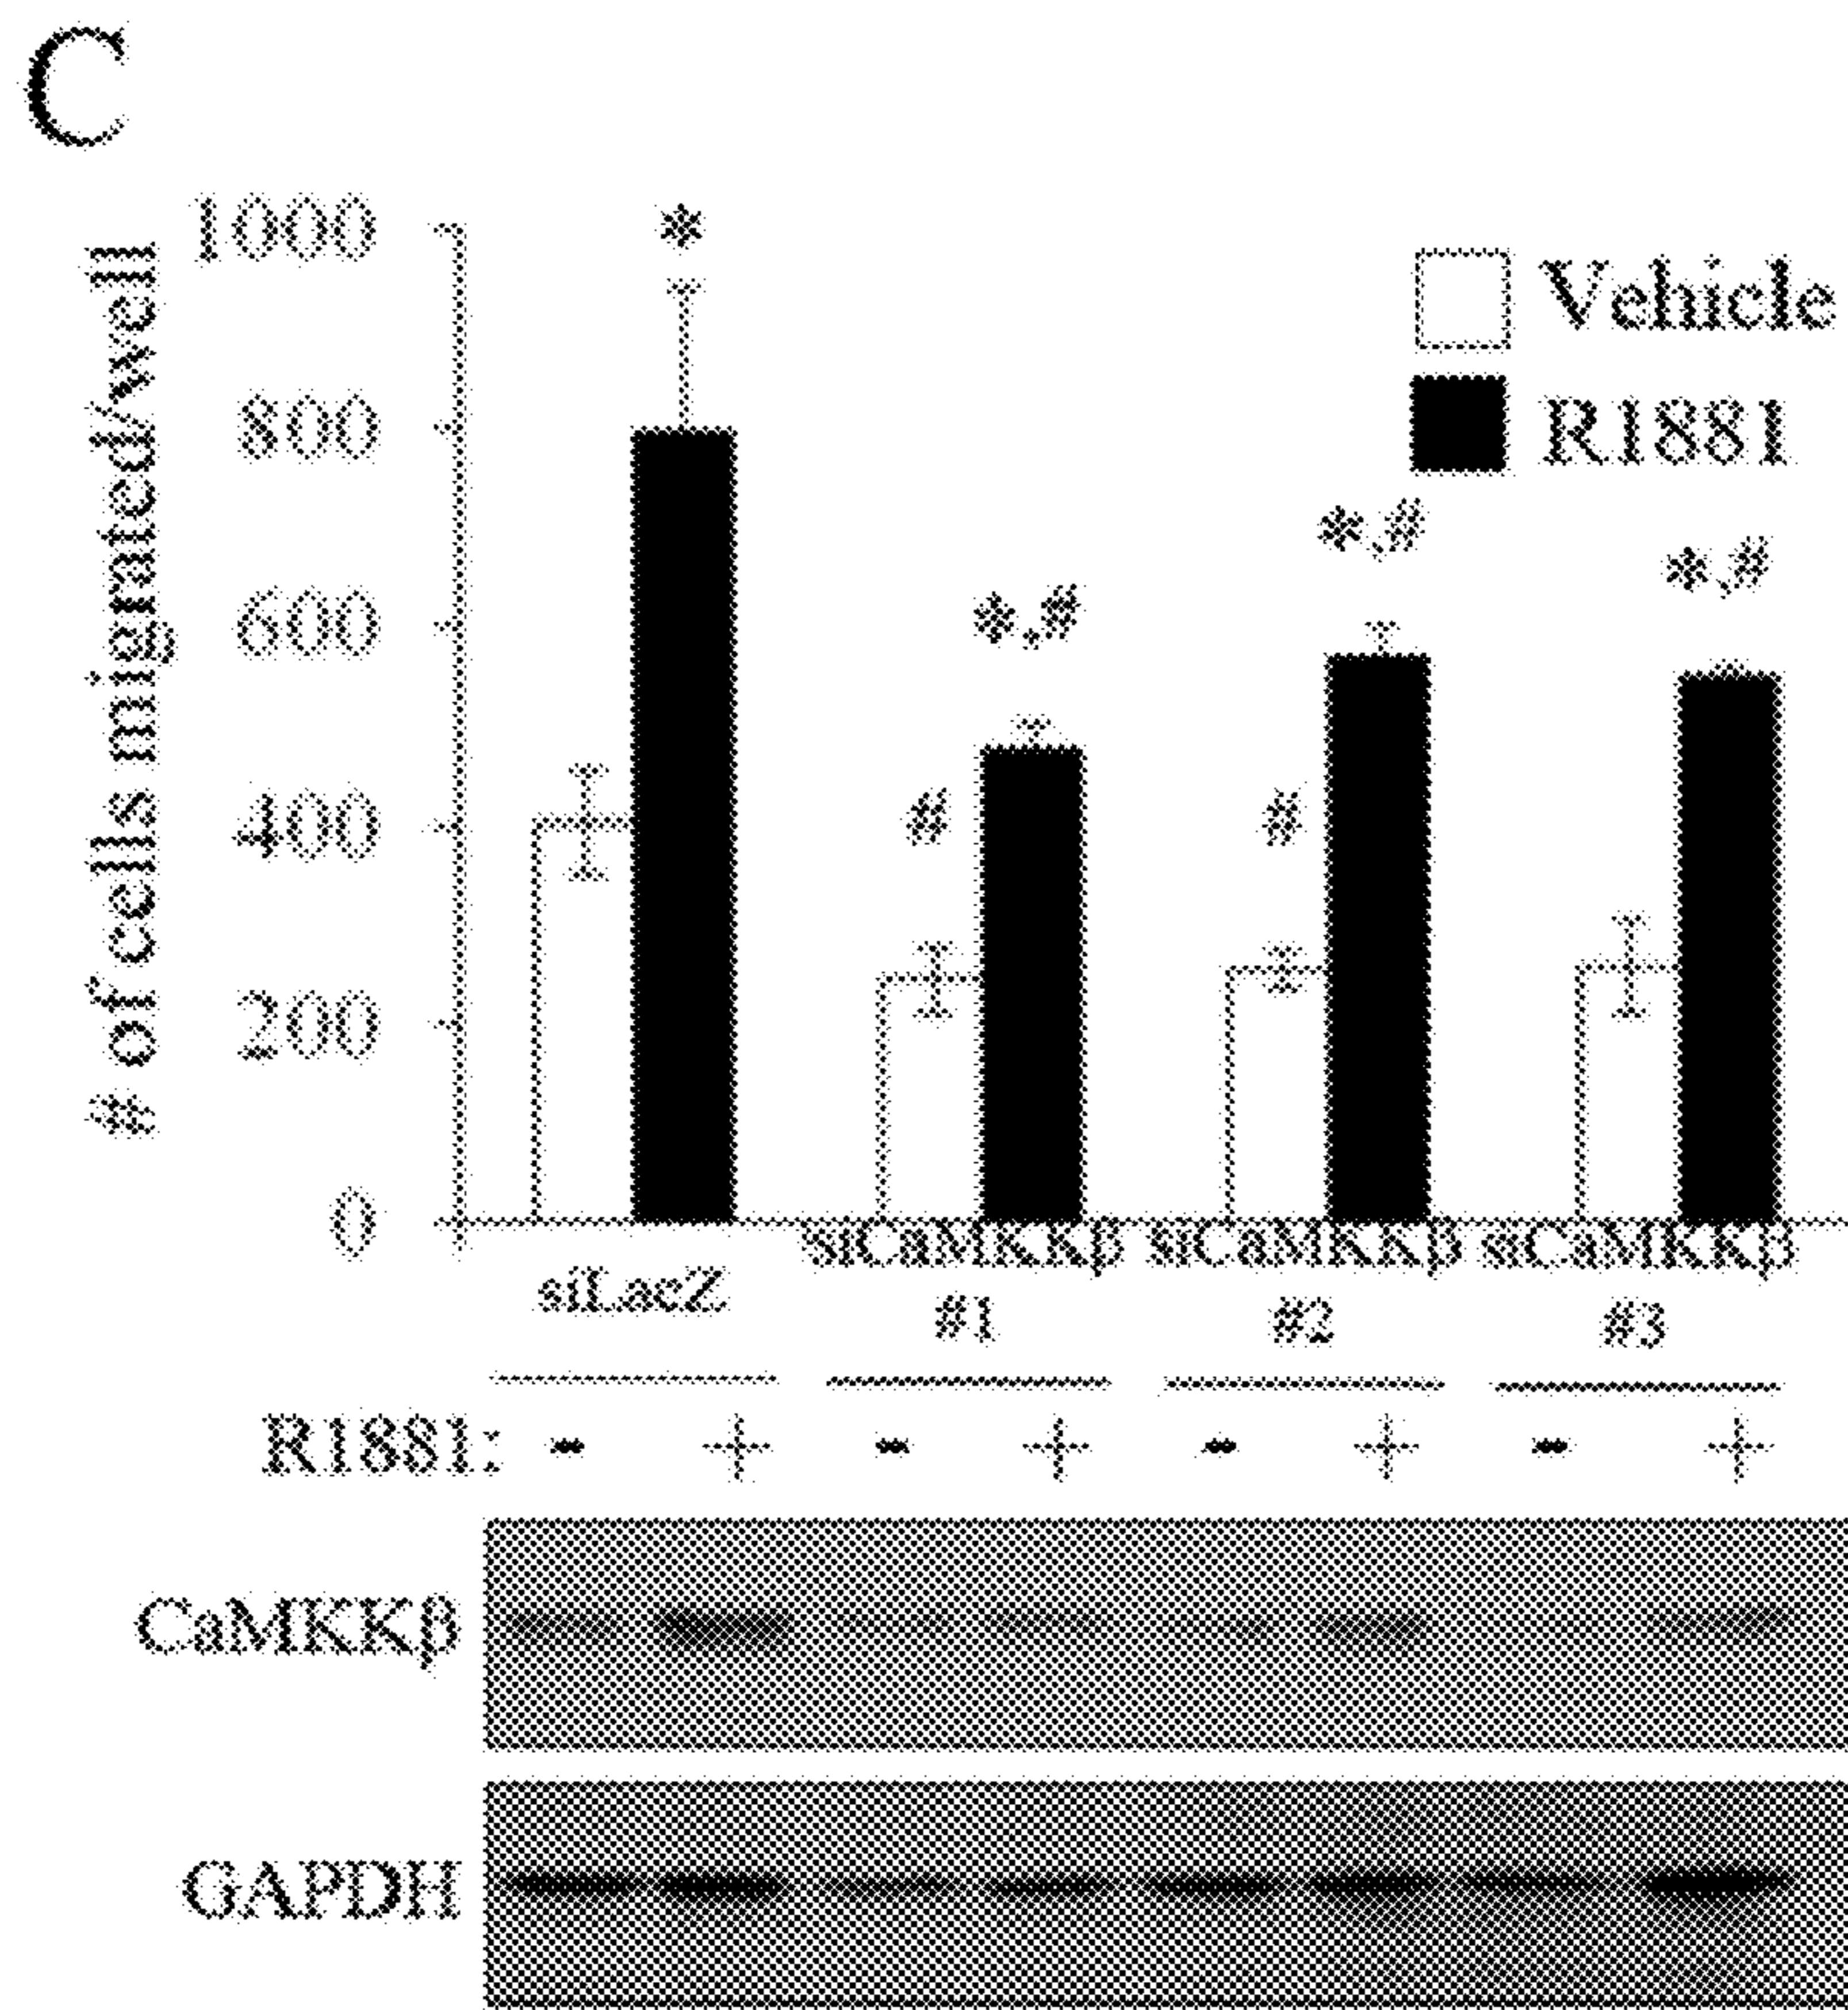 C
# of cells migrated/well
1000
800
600
400
200
0
*
#
*,#
#
*,#
*,#
Vehicle
R1881
siLacZ
siCaMKKβ
#1
siCaMKKβ
#2
siCaMKKβ
#3
R1881: - + - + - + - +
CaMKKβ
GAPDH